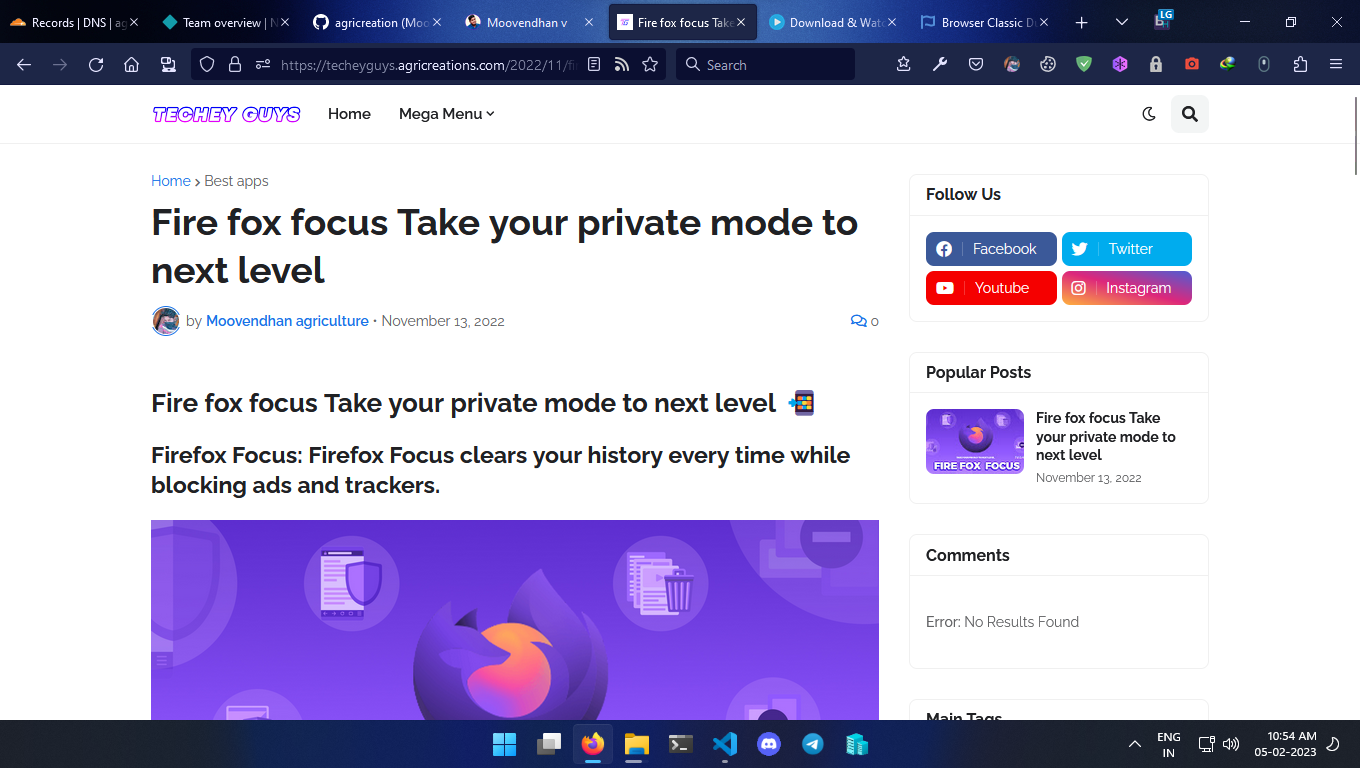 Records | DNS | ag
Team overview | N
agricreation (Moo
Moovendhan v
Fire fox focus Take
Download & Wat
Browser Classic D
LG
https://techeyguys.agricreations.com/2022/11/fi
Search
TECHEY GUYS
Home
Mega Menu
Home
Best apps
Fire fox focus Take your private mode to
next level
by Moovendhan agriculture • November 13, 2022
0
Fire fox focus Take your private mode to next level
Firefox Focus: Firefox Focus clears your history every time while
blocking ads and trackers.
Follow Us
Facebook
Twitter
Youtube
Instagram
Popular Posts
FIRE FOX FOCUS
Fire fox focus Take
your private mode to
next level
November 13, 2022
Comments
Error: No Results Found
Main Tags
ENG
IN
10:54 AM
05-02-2023